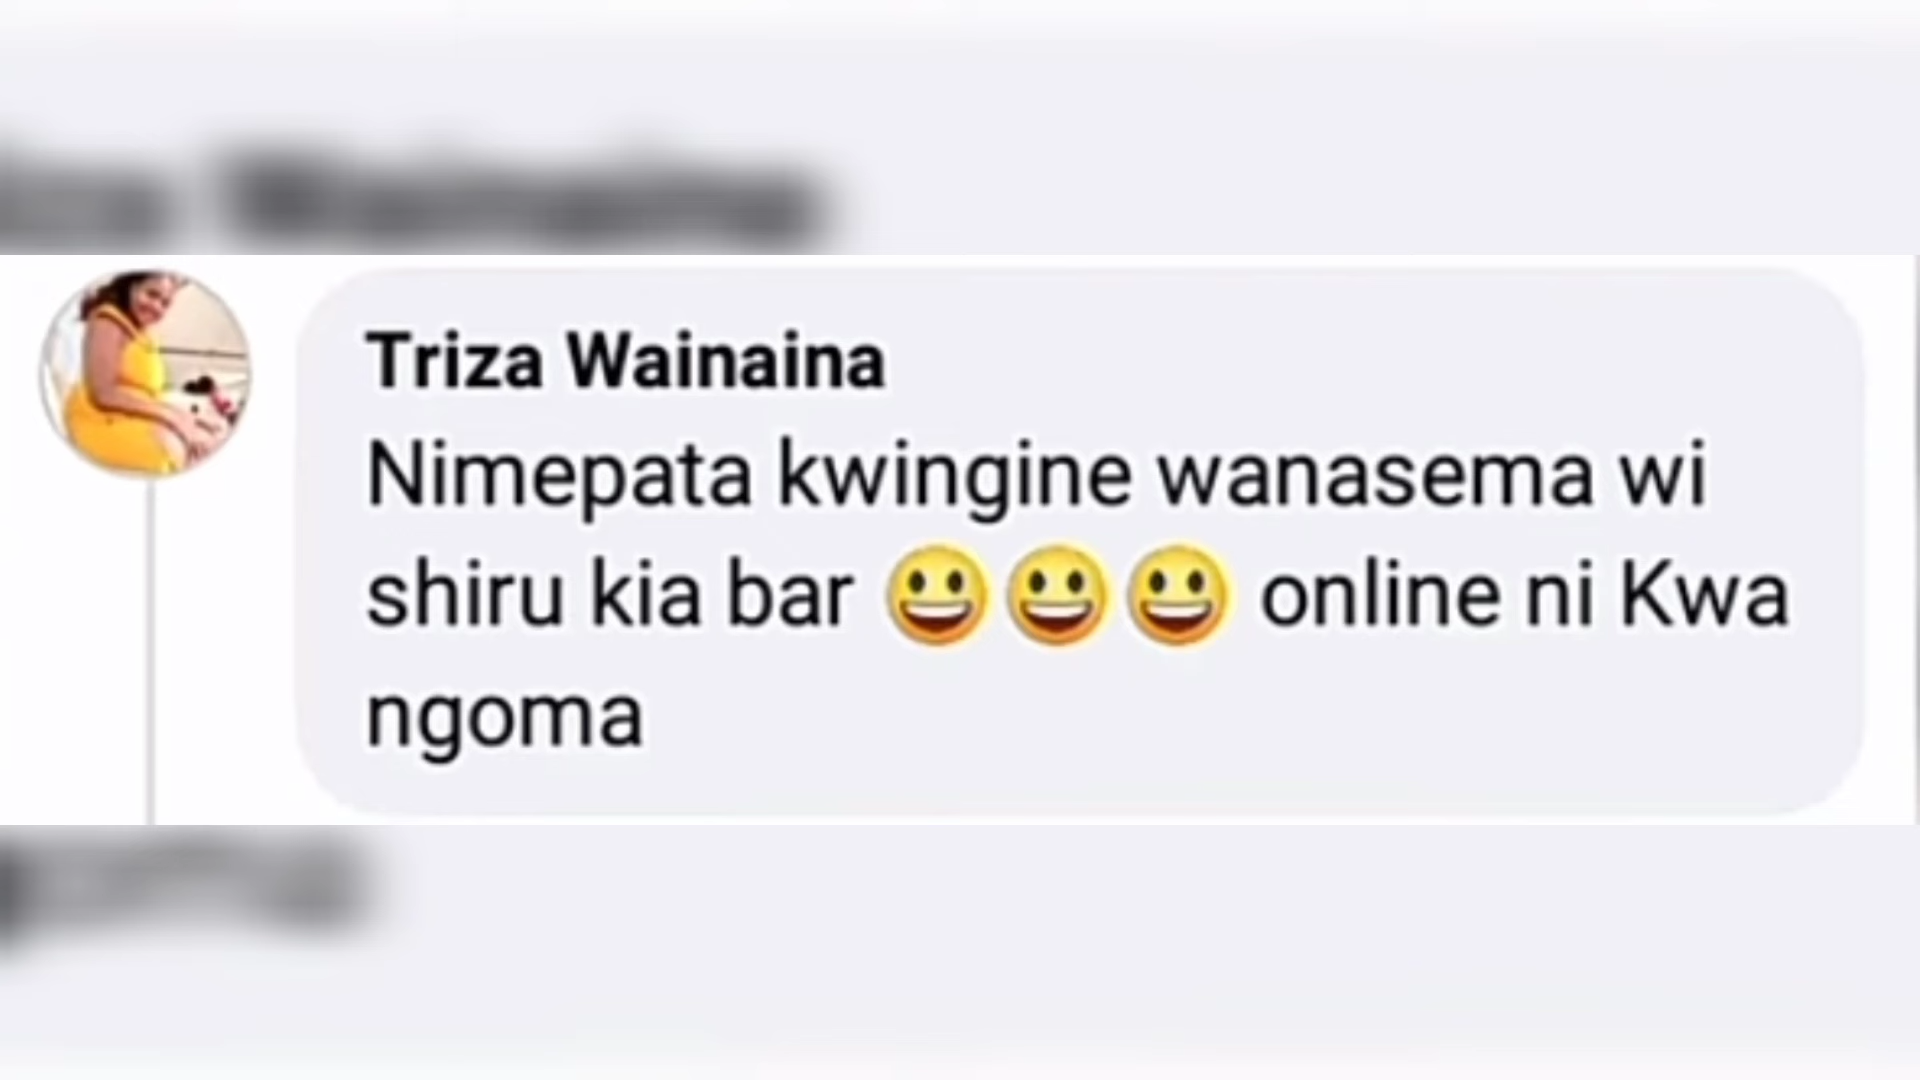 Triza Wainaina
Nimepata kwingine wanasema wi
shiru kia bar 😃😃😃 online ni Kwa
ngoma